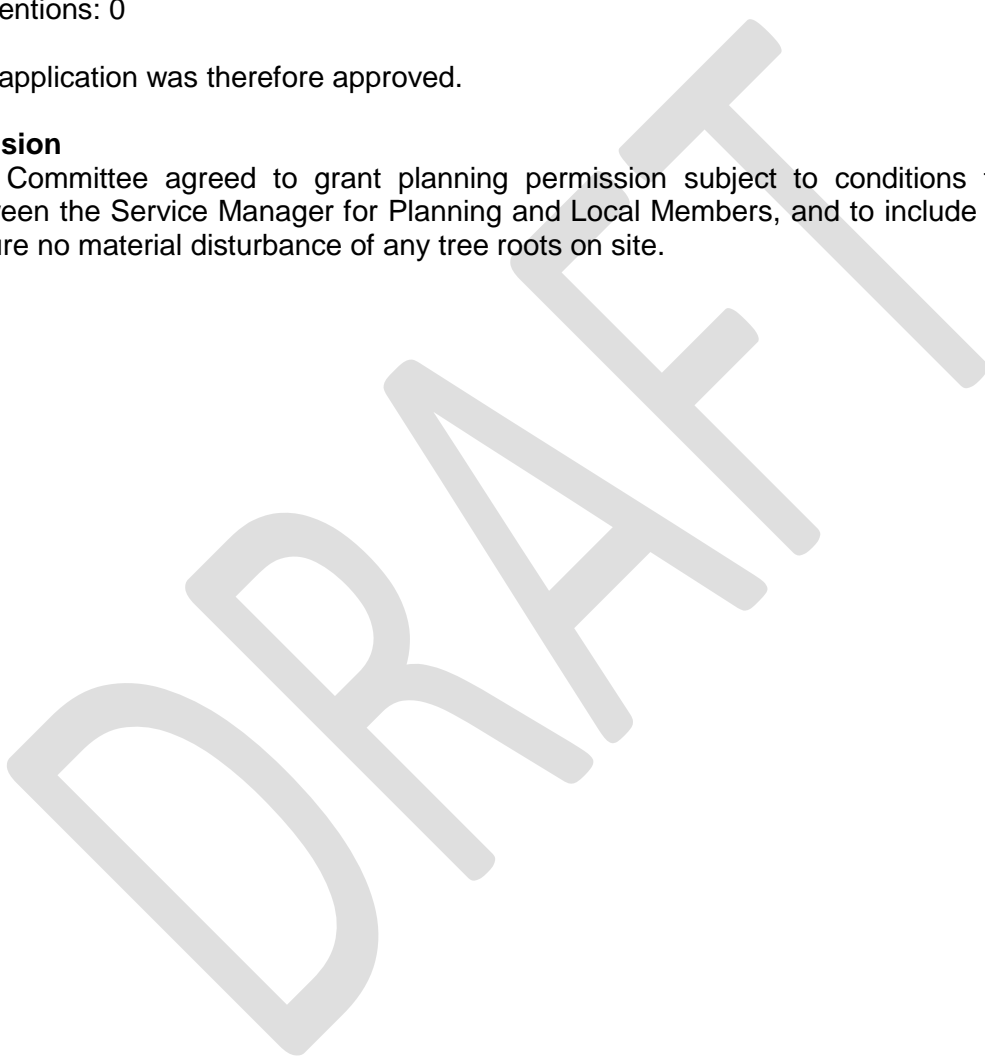 entions: 0
application was therefore approved.
sion
Committee agreed to grant planning permission subject to conditions
een the Service Manager for Planning and Local Members, and to include
ure no material disturbance of any tree roots on site.
DRAFT